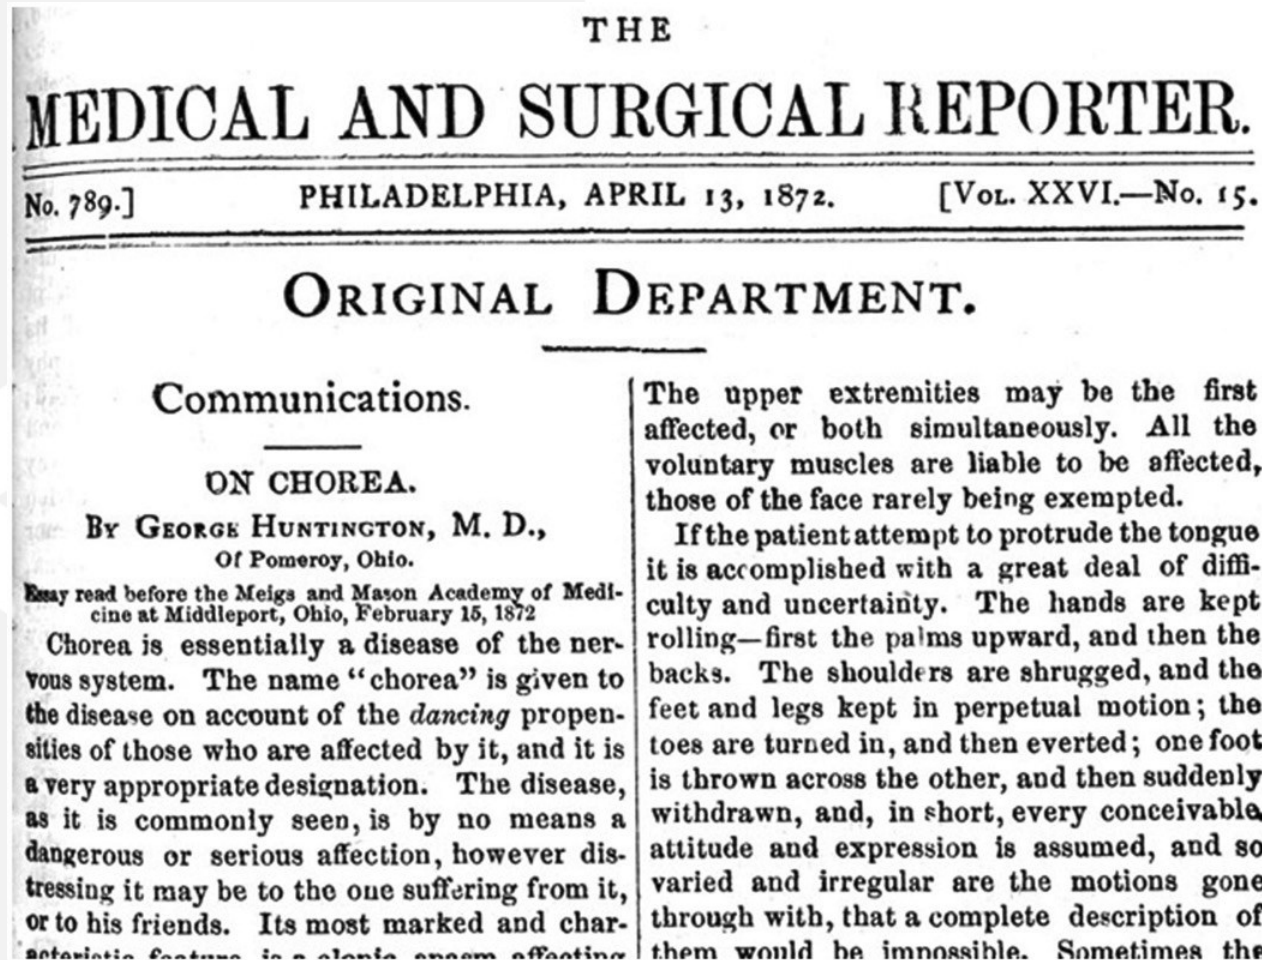 THE
MEDICAL AND SURGICAL REPORTER.
No. 789.] PHILADELPHIA, APRIL 13, 1872. [VOL. XXVI.—No. 15.
ORIGINAL DEPARTMENT.
Communications.
ON CHOREA.
BY GEORGE HUNTINGTON, M. D.,
Of Pomeroy, Ohio.
Essay read before the Meigs and Mason Academy of Medi-
cine at Middleport, Ohio, February 15, 1872
Chorea is essentially a disease of the ner-
vous system. The name "chorea" is given to
the disease on account of the dancing propen-
sities of those who are affected by it, and it is
a very appropriate designation. The disease,
as it is commonly seen, is by no means a
dangerous or serious affection, however dis-
tressing it may be to the one suffering from it,
or to his friends. Its most marked and char-
acteristic feature is a clonic spasm affecting
The upper extremities may be the first
affected, or both simultaneously. All the
voluntary muscles are liable to be affected,
those of the face rarely being exempted.
If the patient attempt to protrude the tongue
it is accomplished with a great deal of diffi-
culty and uncertainty. The hands are kept
rolling—first the palms upward, and then the
backs. The shoulders are shrugged, and the
feet and legs kept in perpetual motion; the
toes are turned in, and then everted; one foot
is thrown across the other, and then suddenly
withdrawn, and, in short, every conceivable
attitude and expression is assumed, and so
varied and irregular are the motions gone
through with, that a complete description of
them would be impossible. Sometimes the